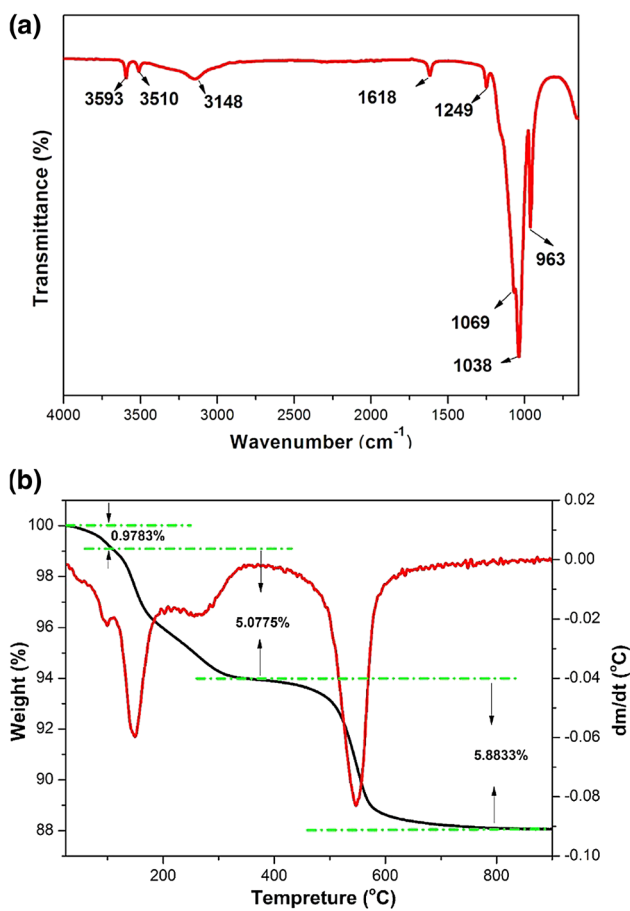 (a)
Transmittance (%)
3593
3510
3148
1618
1249
1069
1038
963
4000 3500 3000 2500 2000 1500 1000
Wavenumber (cm-1)
(b)
Weight (%)
100
98
96
94
92
90
88
0.9783%
5.0775%
5.8833%
0.02
0.00
-0.02
-0.04
-0.06
-0.08
-0.10
dm/dt (oC)
200 400 600 800
Tempreture (oC)